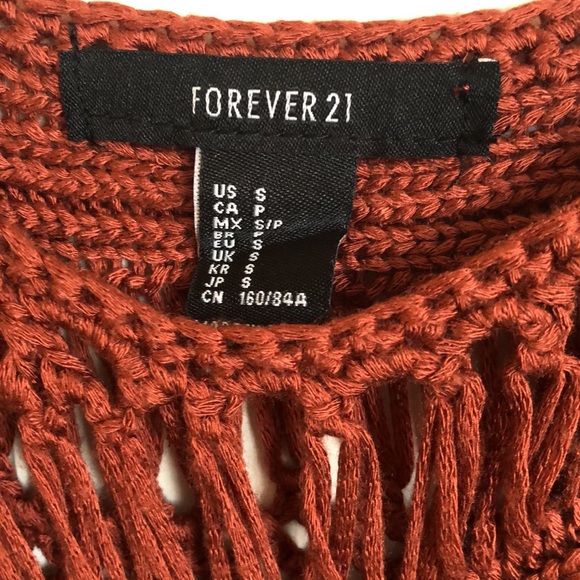 FOREVER 21
US S
CA P
MX S/P
BR P
EU S
UK S
KR S
JP S
CN 160/84A